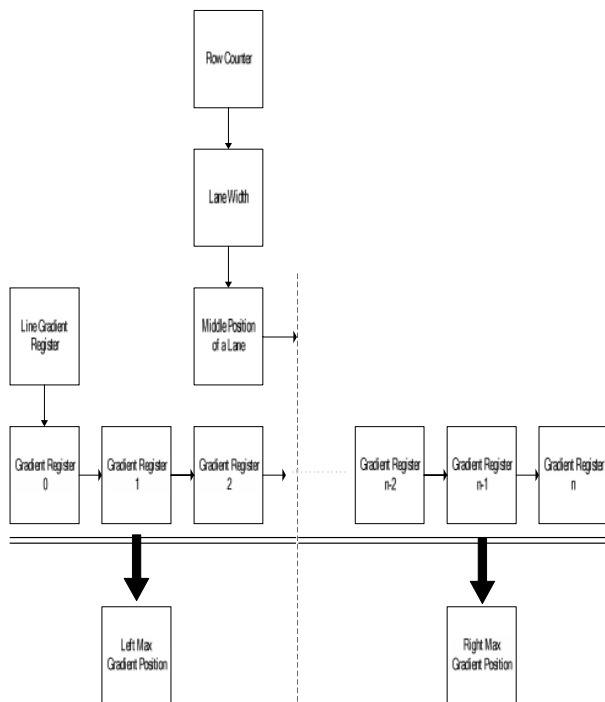 Row Counter
Lane Width
Line Gradient
Register
Middle Position
of a Lane
Gradient Register
0
Gradient Register
1
Gradient Register
2
Gradient Register
n-2
Gradient Register
n-1
Gradient Register
n
Left Max
Gradient Position
Right Max
Gradient Position